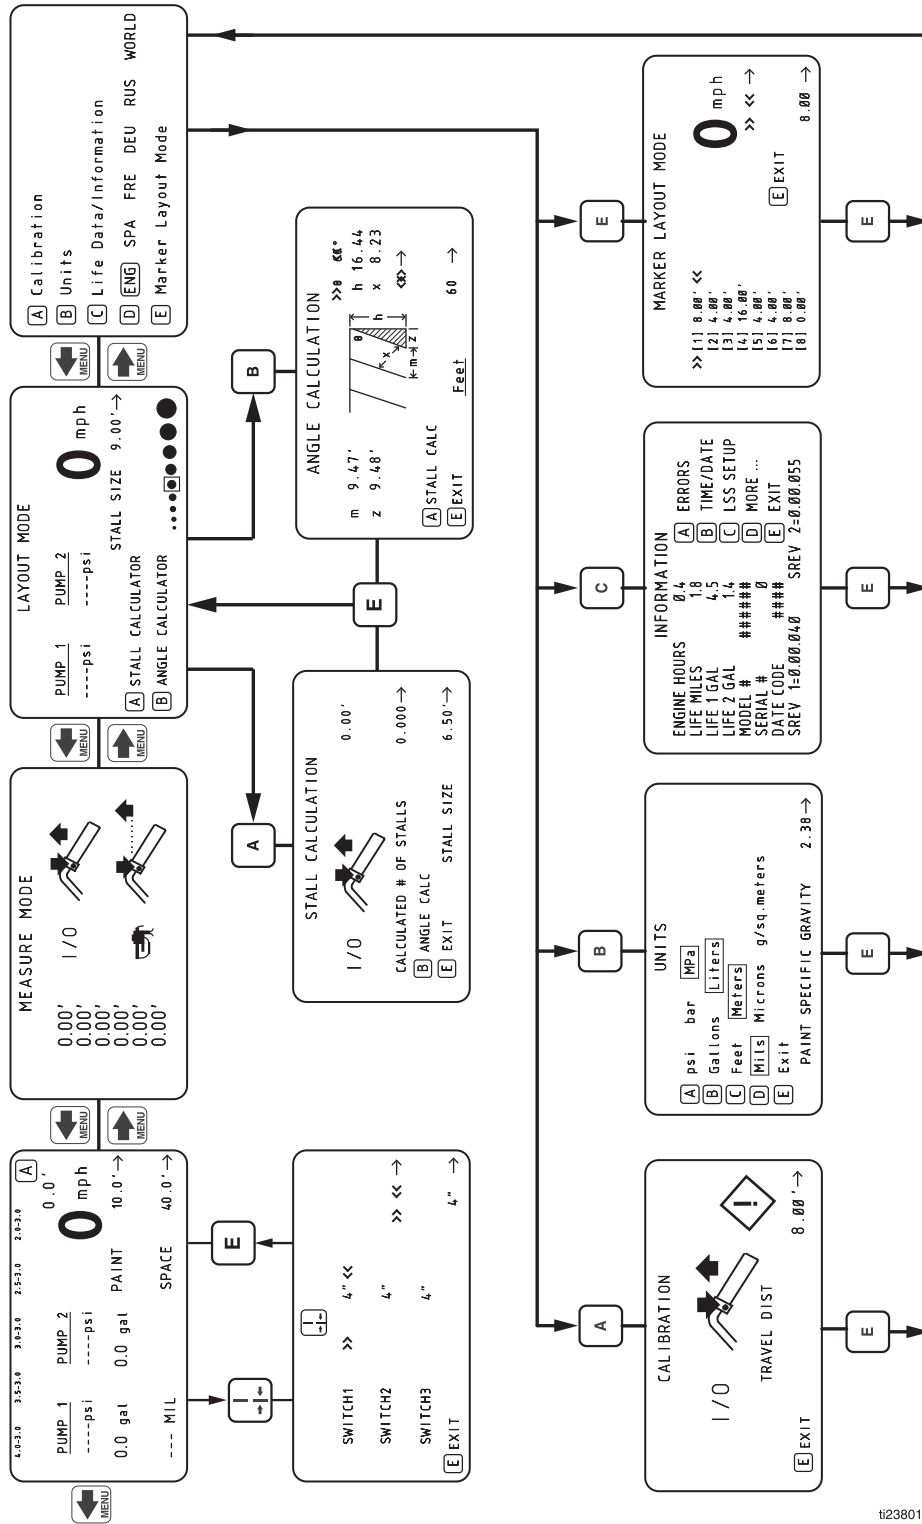 MENU
4.0-3.0 3.5-3.0 3.0-3.0 2.5-3.0 2.0-3.0
A
PUMP 1 PUMP 2 0.0'
----psi ----psi 0 mph
0.0 gal 0.0 gal PAINT 10.0'→
--- MIL SPACE 40.0'→
MENU
MENU
MEASURE MODE
0.00' I/O
0.00'
0.00'
0.00'
0.00'
0.00'
MENU
MENU
LAYOUT MODE
PUMP 1 PUMP 2
----psi ----psi 0 mph
STALL SIZE 9.00'→
A STALL CALCULATOR
B ANGLE CALCULATOR
MENU
MENU
A Calibration
B Units
C Life Data/Information
D ENG SPA FRE DEU RUS WORLD
E Marker Layout Mode
E
SWITCH1 >> 4" <<
SWITCH2 4" >> << →
SWITCH3 4" 4" →
E EXIT
A
STALL CALCULATION
I/O 0.00'
CALCULATED # OF STALLS 0.000→
B ANGLE CALC
E EXIT STALL SIZE 6.50'→
E
B
ANGLE CALCULATION
m 9.47' h 16.44
z 9.48' x 8.23
θ h x m z
A STALL CALC
E EXIT Feet 60 →
A
CALIBRATION
I/O
!
TRAVEL DIST 8.00'→
E EXIT
E
B
UNITS
A psi bar MPa
B Gallons Liters
C Feet Meters
D Mils Microns g/sq.meters
E Exit
PAINT SPECIFIC GRAVITY 2.38→
E
C
INFORMATION
ENGINE HOURS 0.4 A ERRORS
LIFE MILES 1.8 B TIME/DATE
LIFE 1 GAL 4.5 C LSS SETUP
LIFE 2 GAL 1.4 D MORE ...
MODEL # ###### E EXIT
SERIAL # 0
DATE CODE ####
SREV 1=0.00.040 SREV 2=0.00.055
E
E
MARKER LAYOUT MODE
>> [1] 8.00' << 0 mph
[2] 4.00'
[3] 4.00' >> << →
[4] 16.00'
[5] 4.00'
[6] 4.00' E EXIT
[7] 8.00'
[8] 0.00' 8.00 →
E
ti23801